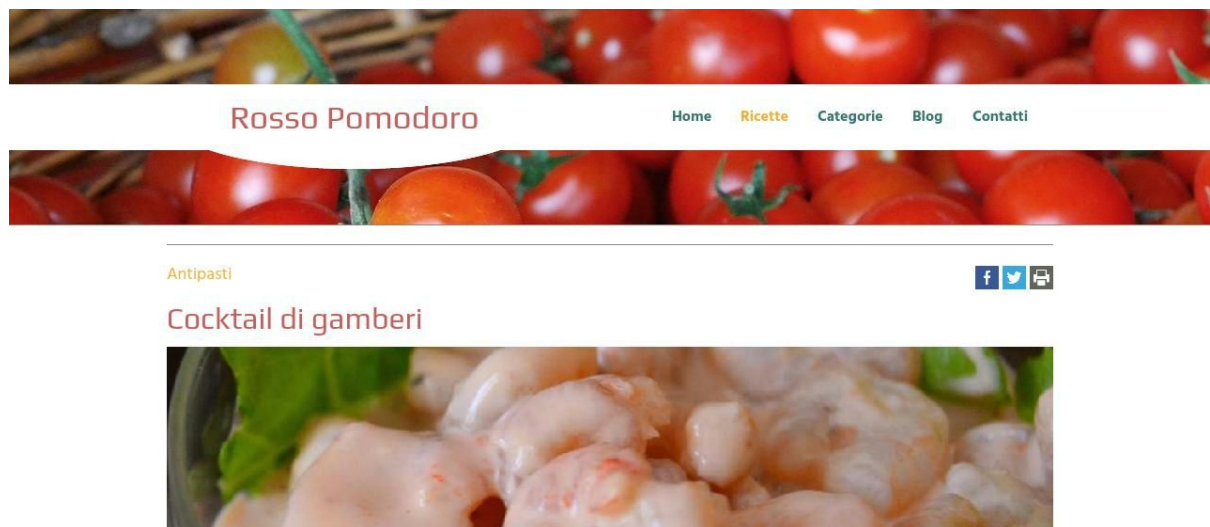 Rosso Pomodoro
Home Ricette Categorie Blog Contatti
Antipasti
Cocktail di gamberi